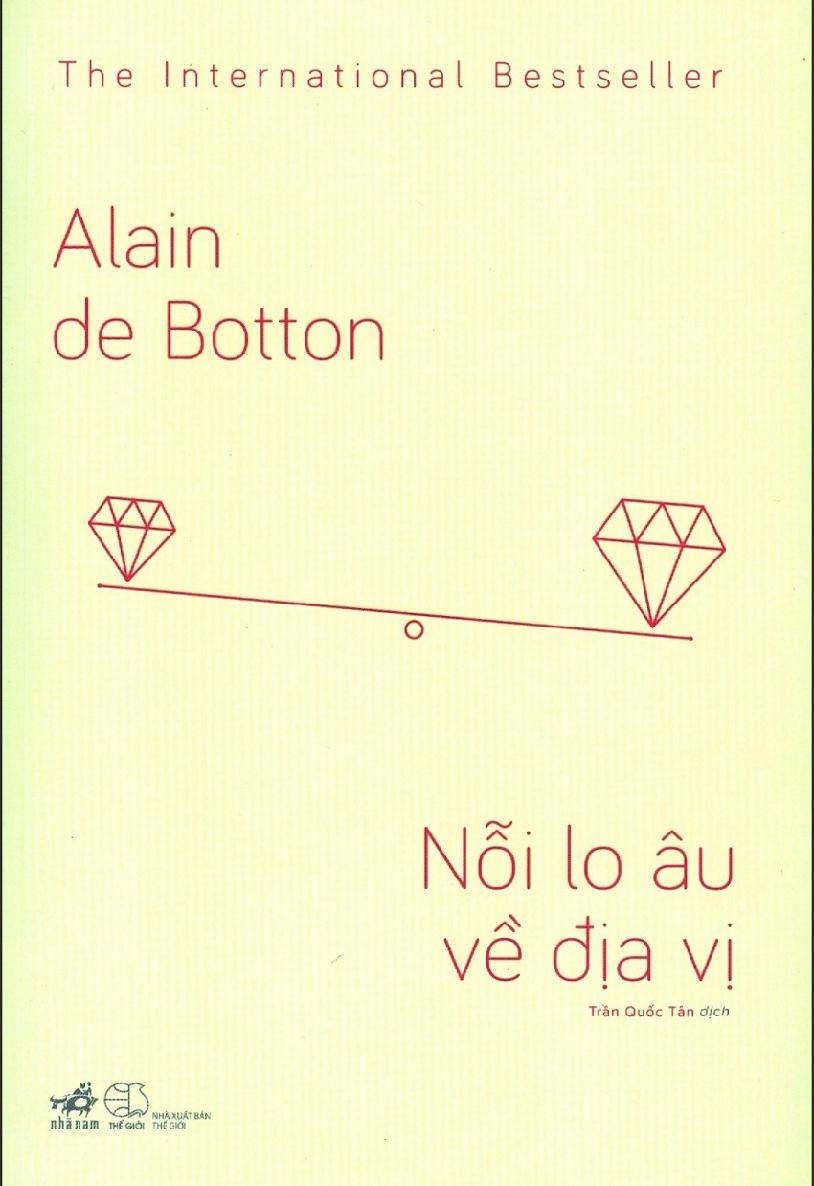 The International Bestseller
Alain
de Botton
Nỗi lo âu
về địa vị
Trần Quốc Tân dịch
nhã nam
THẾ GIỚI
NHÀ XUẤT BẢN
THẾ GIỚI